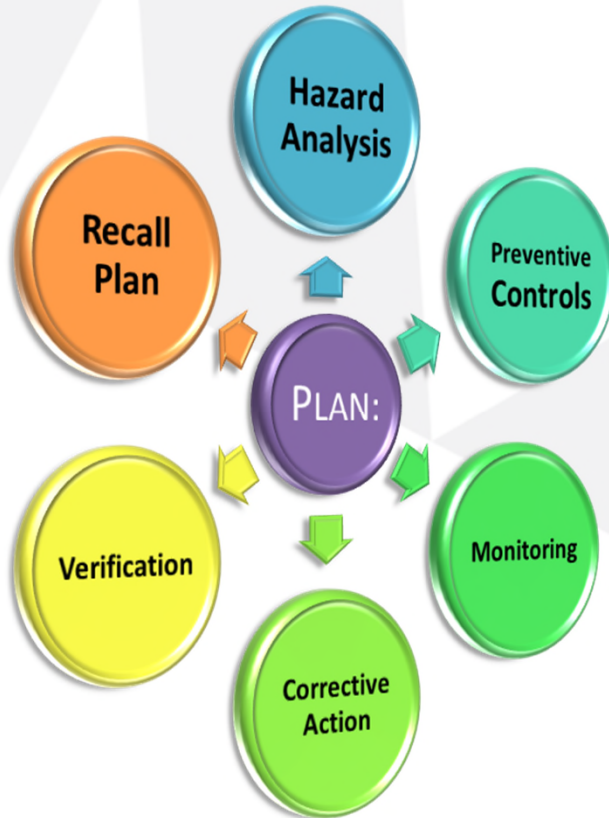 Hazard
Analysis
Preventive
Controls
Monitoring
Corrective
Action
Verification
Recall
Plan
PLAN: